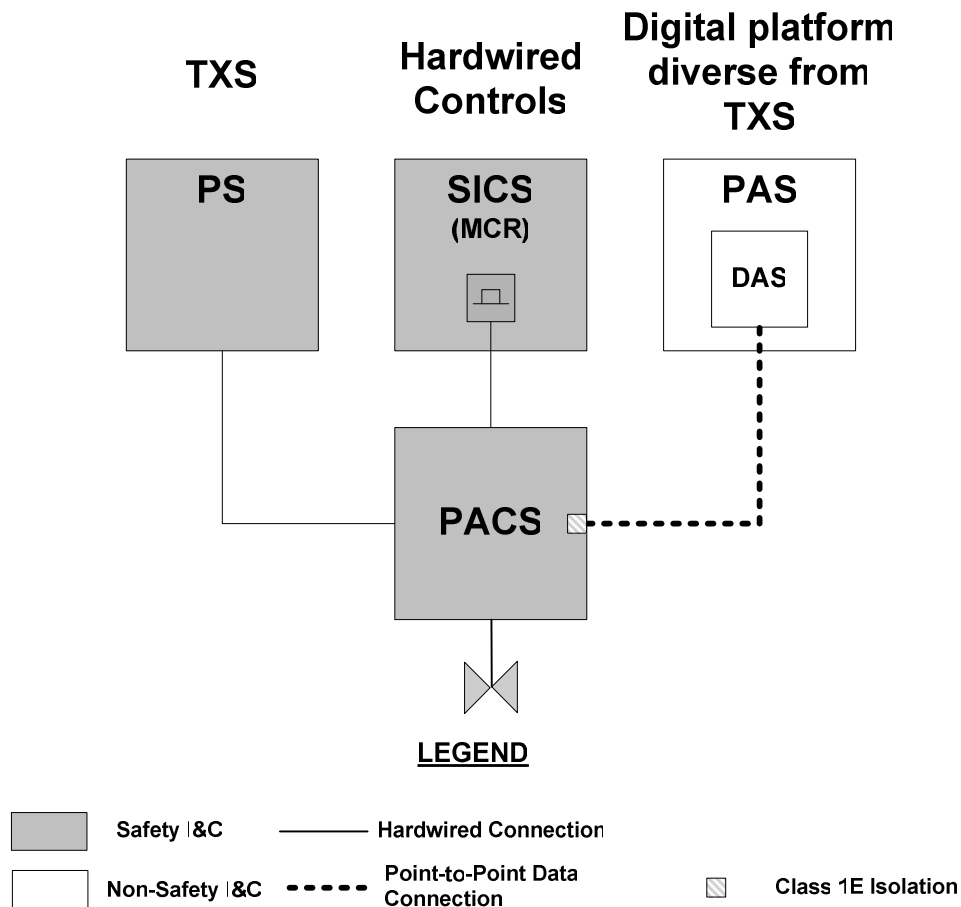 TXS
Hardwired
Controls
Digital platform
diverse from
TXS
PS
SICS
(MCR)
PAS
DAS
PACS
LEGEND
Safety I&C
Hardwired Connection
Non-Safety I&C
Point-to-Point Data
Connection
Class 1E Isolation